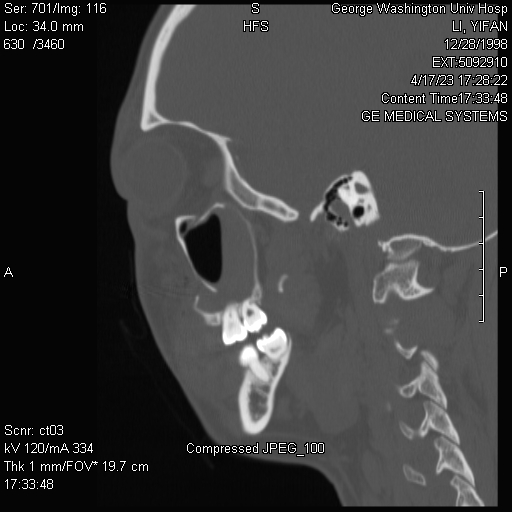 Ser: 701/Img: 116
Loc: 34.0 mm
630 /3460
S
HFS
George Washington Univ Hosp
LI, YIFAN
12/28/1998
EXT:5092910
4/17/23 17:28:22
Content Time17:33:48
GE MEDICAL SYSTEMS
A
P
Scnr: ct03
kV 120/mA 334
Thk 1 mm/FOV* 19.7 cm
17:33:48
Compressed JPEG_100